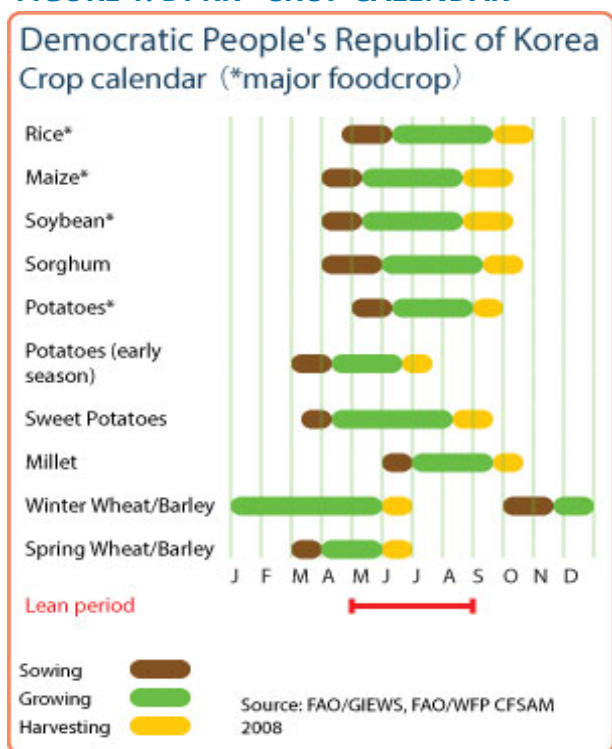 Democratic People's Republic of Korea
Crop calendar (*major foodcrop)
Rice*
Maize*
Soybean*
Sorghum
Potatoes*
Potatoes (early
season)
Sweet Potatoes
Millet
Winter Wheat/Barley
Spring Wheat/Barley
J F M A M J J A S O N D
Lean period
Sowing
Growing
Harvesting
Source: FAO/GIEWS, FAO/WFP CFSAM
2008